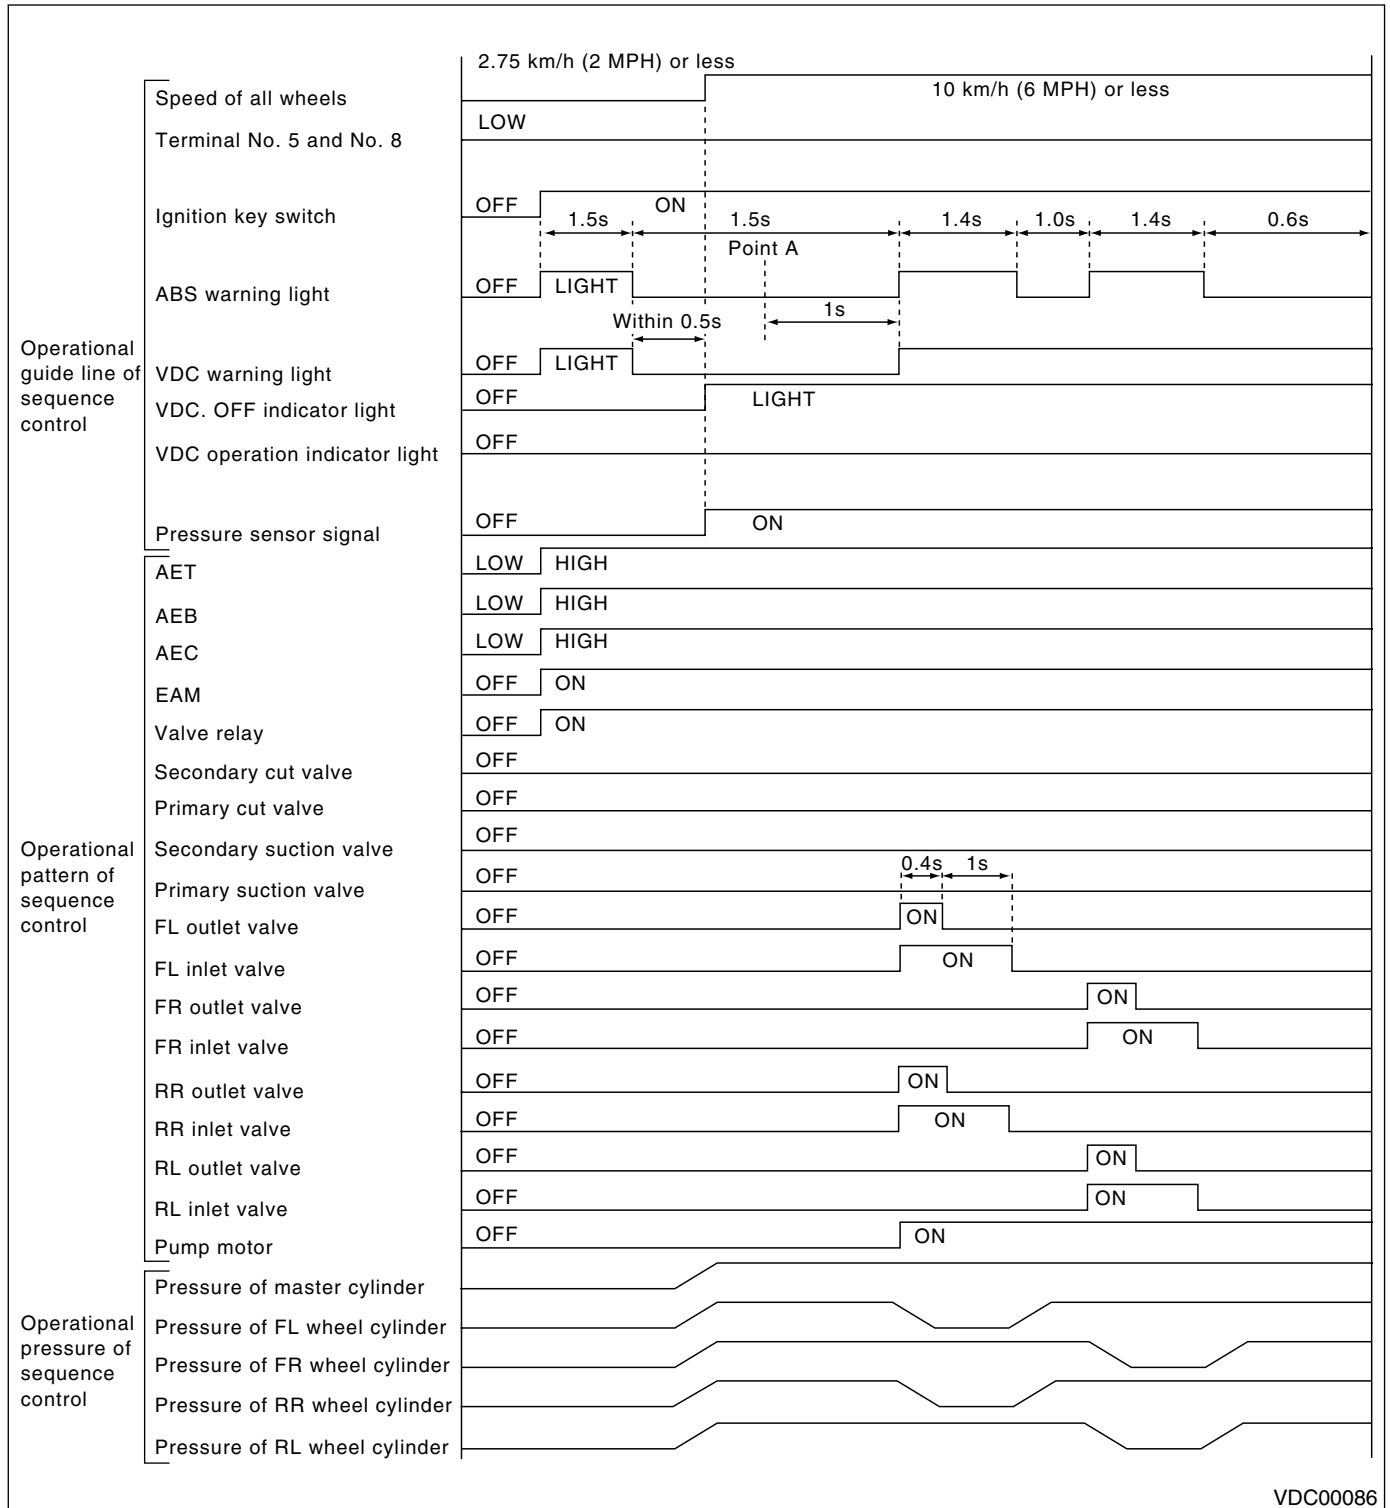 2.75 km/h (2 MPH) or less
Speed of all wheels
10 km/h (6 MPH) or less
LOW
Terminal No. 5 and No. 8
Ignition key switch
OFF
ON
1.5s
1.5s
1.4s
1.0s
1.4s
0.6s
Point A
ABS warning light
OFF
LIGHT
1s
Within 0.5s
Operational
guide line of
sequence
control
VDC warning light
OFF
LIGHT
VDC. OFF indicator light
OFF
LIGHT
VDC operation indicator light
OFF
Pressure sensor signal
OFF
ON
AET
LOW
HIGH
AEB
LOW
HIGH
AEC
LOW
HIGH
EAM
OFF
ON
Valve relay
OFF
ON
Secondary cut valve
OFF
Primary cut valve
OFF
Operational
pattern of
sequence
control
Secondary suction valve
OFF
Primary suction valve
OFF
0.4s
1s
FL outlet valve
OFF
ON
FL inlet valve
OFF
ON
FR outlet valve
OFF
ON
FR inlet valve
OFF
ON
RR outlet valve
OFF
ON
RR inlet valve
OFF
ON
RL outlet valve
OFF
ON
RL inlet valve
OFF
ON
Pump motor
OFF
ON
Operational
pressure of
sequence
control
Pressure of master cylinder
Pressure of FL wheel cylinder
Pressure of FR wheel cylinder
Pressure of RR wheel cylinder
Pressure of RL wheel cylinder
VDC00086